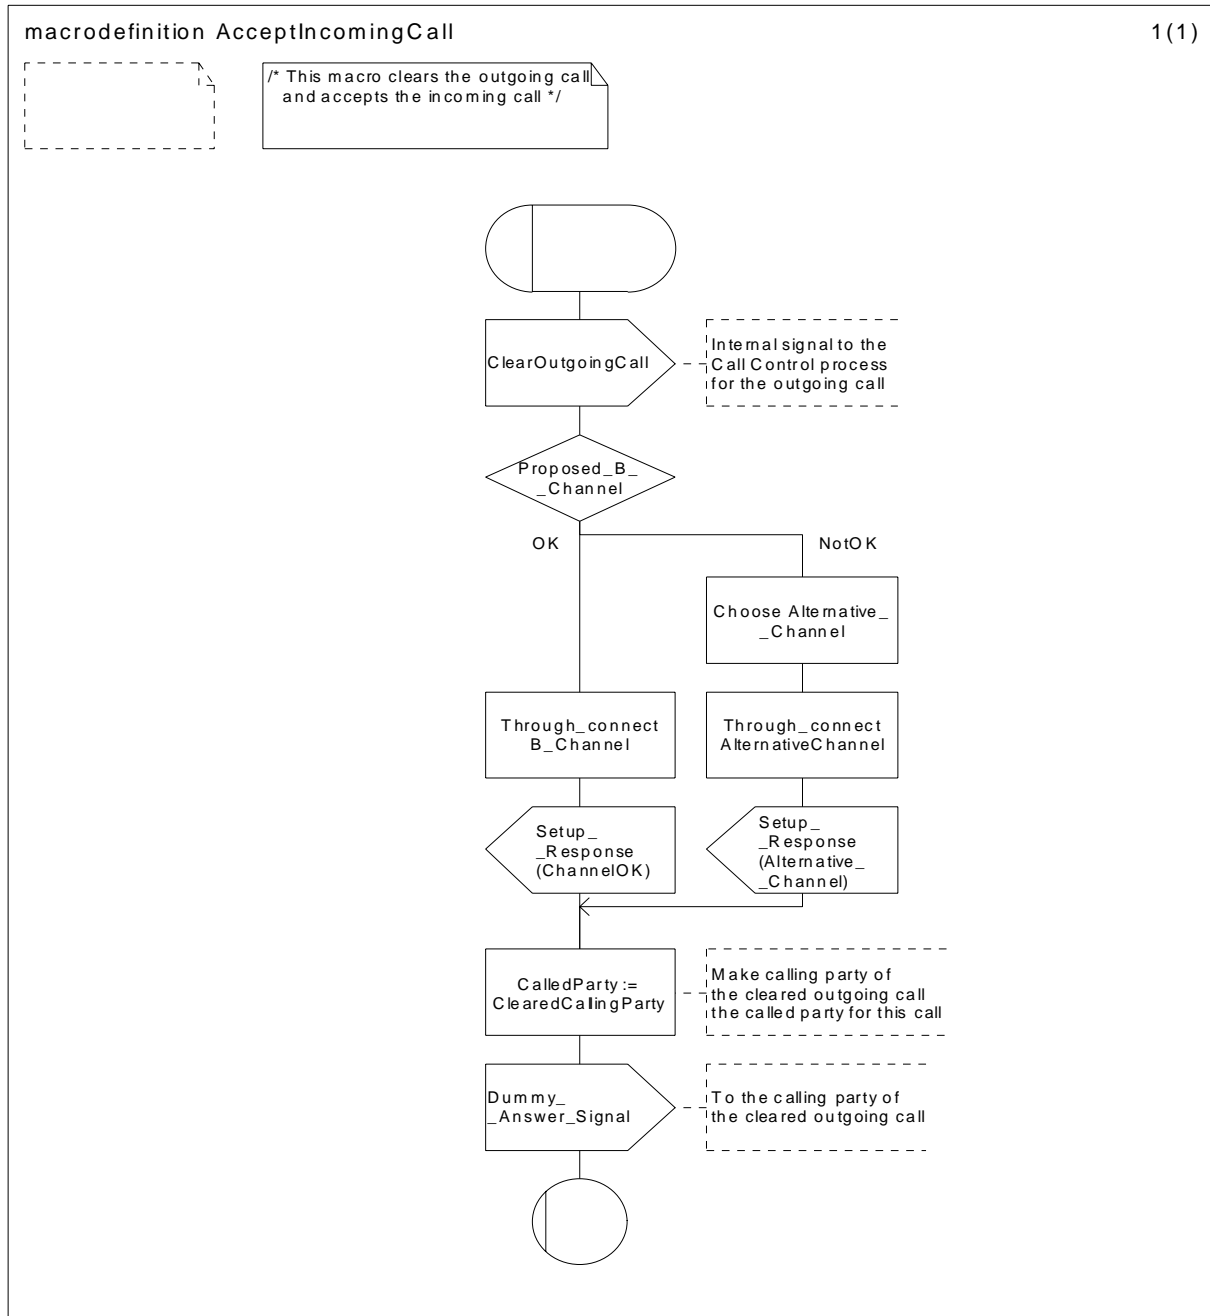 macrodefinition AcceptIncomingCall
1(1)
/* This macro clears the outgoing call
and accepts the incoming call */
ClearOutgoingCall
Internal signal to the
Call Control process
for the outgoing call
Proposed_B_
_Channel
OK
NotOK
Choose Alternative_
_Channel
Through_connect
B_Channel
Through_connect
AlternativeChannel
Setup_
_Response
(ChannelOK)
Setup_
_Response
(Alternative_
_Channel)
CalledParty :=
ClearedCallingParty
Make calling party of
the cleared outgoing call
the called party for this call
Dummy_
_Answer_Signal
To the calling party of
the cleared outgoing call